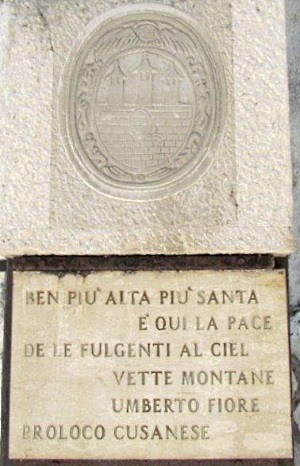 BEN PIU' ALTA PIU' SANTA
E' QUI LA PACE
DE LE FULGENTI AL CIEL
VETTE MONTANE
UMBERTO FIORE
PROLOCO CUSANESE